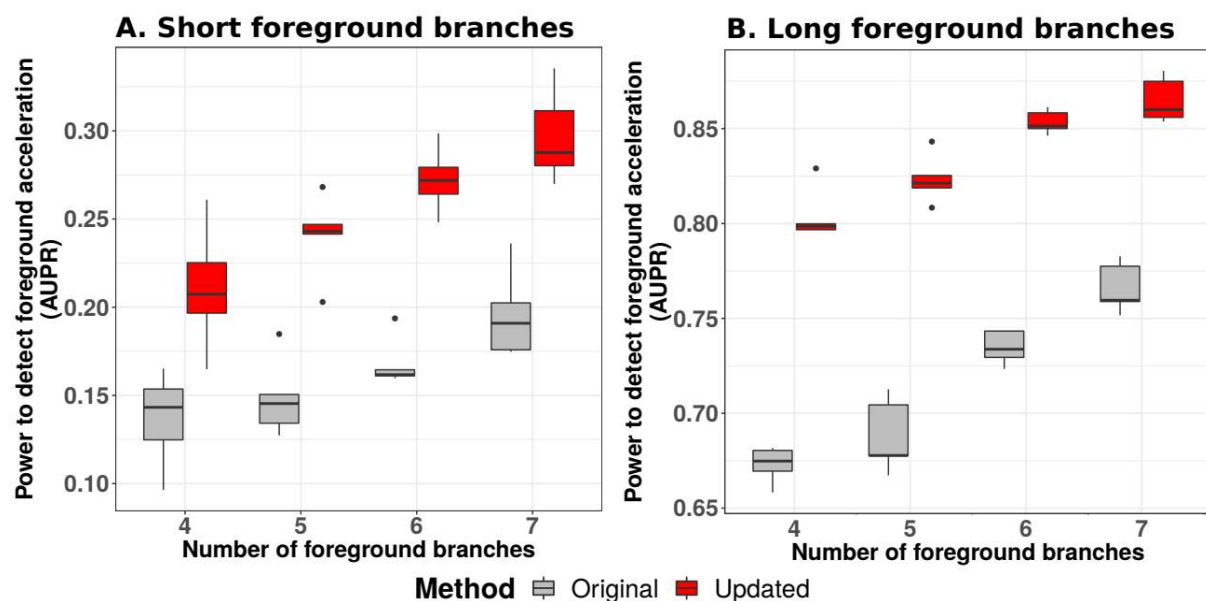 A. Short foreground branches
Power to detect foreground acceleration
(AUPR)
0.30
0.25
0.20
0.15
0.10
4 5 6 7
Number of foreground branches
B. Long foreground branches
Power to detect foreground acceleration
(AUPR)
0.85
0.80
0.75
0.70
0.65
4 5 6 7
Number of foreground branches
Method Original Updated